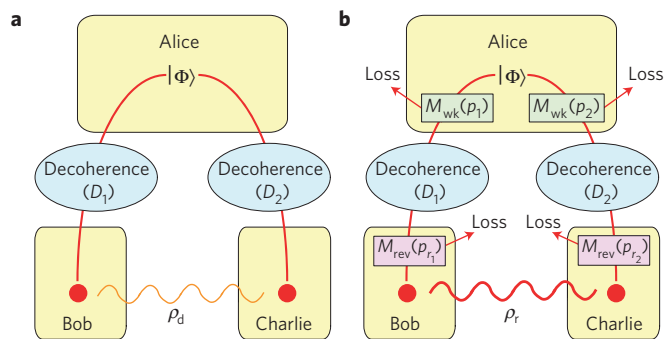 a
Alice
|Φ⟩
Decoherence
(D₁)
Decoherence
(D₂)
ρd
Bob
Charlie
b
Alice
|Φ⟩
Loss
Loss
Mwk(p₁)
Mwk(p₂)
Decoherence
(D₁)
Decoherence
(D₂)
Loss
Loss
Mrev(pr₁)
Mrev(pr₂)
ρr
Bob
Charlie